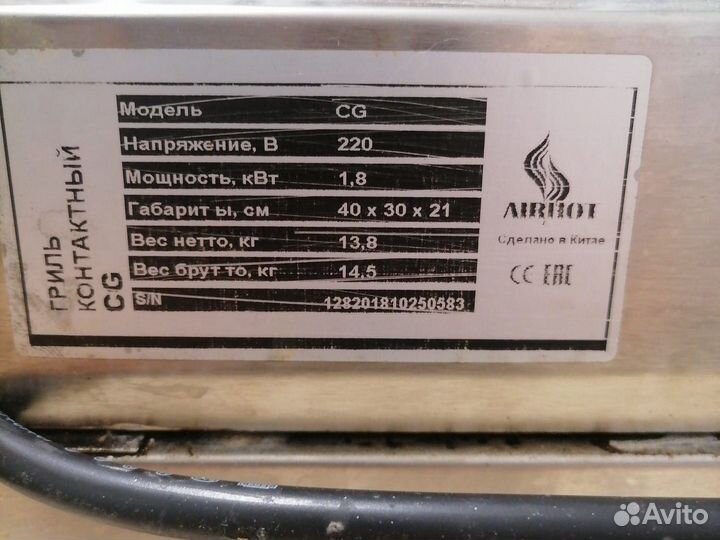 ГРИЛЬ
КОНТАКТНЫЙ
CG
Модель CG
Напряжение, В 220
Мощность, кВт 1,8
Габарит ы, см 40 x 30 x 21
Вес нетто, кг 13,8
Вес брут то, кг 14,5
S/N 128201810250583
AIRHOT
Сделано в Китае
CE EAC
Avito